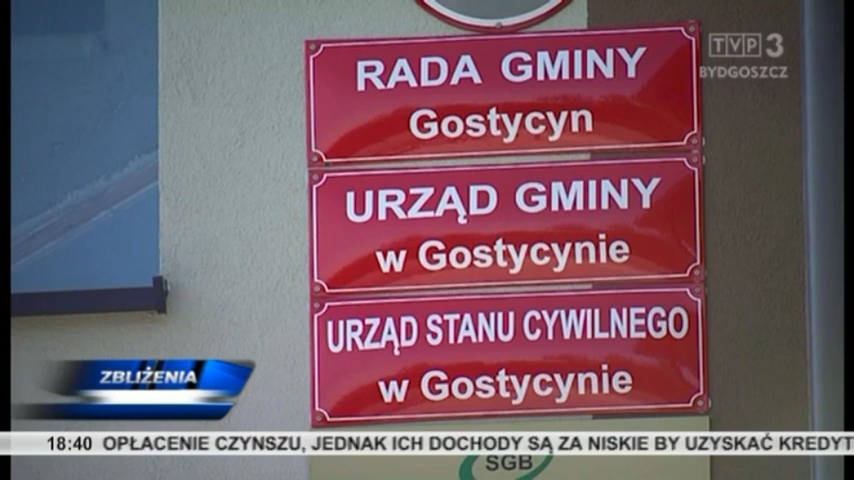 TVP3
BYDGOSZCZ
RADA GMINY
Gostycyn
URZĄD GMINY
w Gostycynie
URZĄD STANU CYWILNEGO
w Gostycynie
ZBLIŻENIA
18:40 OPŁACENIE CZYNSZU, JEDNAK ICH DOCHODY SĄ ZA NISKIE BY UZYSKAĆ KREDYT
SGB